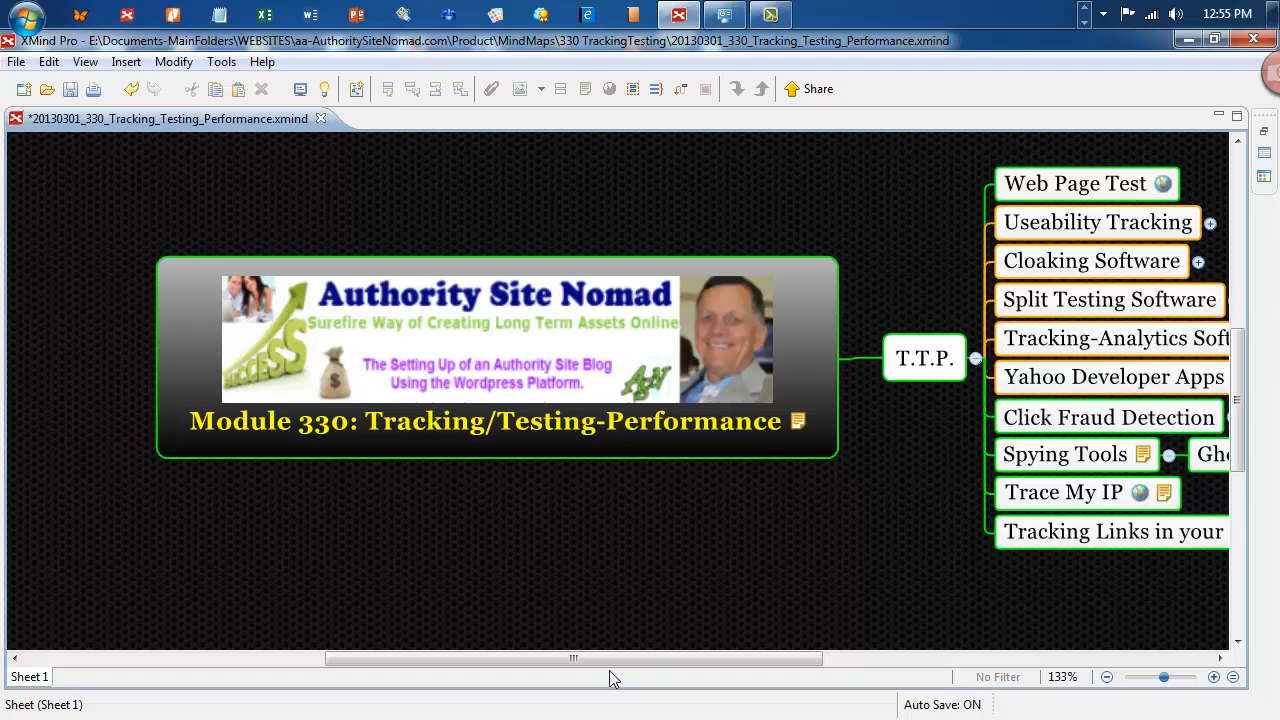 12:55 PM
XMind Pro - E:\Documents-MainFolders\WEBSITES\aa-AuthoritySiteNomad.com\Product\MindMaps\330 TrackingTesting\20130301_330_Tracking_Testing_Performance.xmind
File Edit View Insert Modify Tools Help
Share
*20130301_330_Tracking_Testing_Performance.xmind
Authority Site Nomad
Surefire Way of Creating Long Term Assets Online
SUCCESS
The Setting Up of an Authority Site Blog
Using the Wordpress Platform.
ASN
Module 330: Tracking/Testing-Performance
T.T.P.
Web Page Test
Useability Tracking
Cloaking Software
Split Testing Software
Tracking-Analytics Soft
Yahoo Developer Apps
Click Fraud Detection
Spying Tools
Gho
Trace My IP
Tracking Links in your
Sheet 1
No Filter 133%
Sheet (Sheet 1)
Auto Save: ON